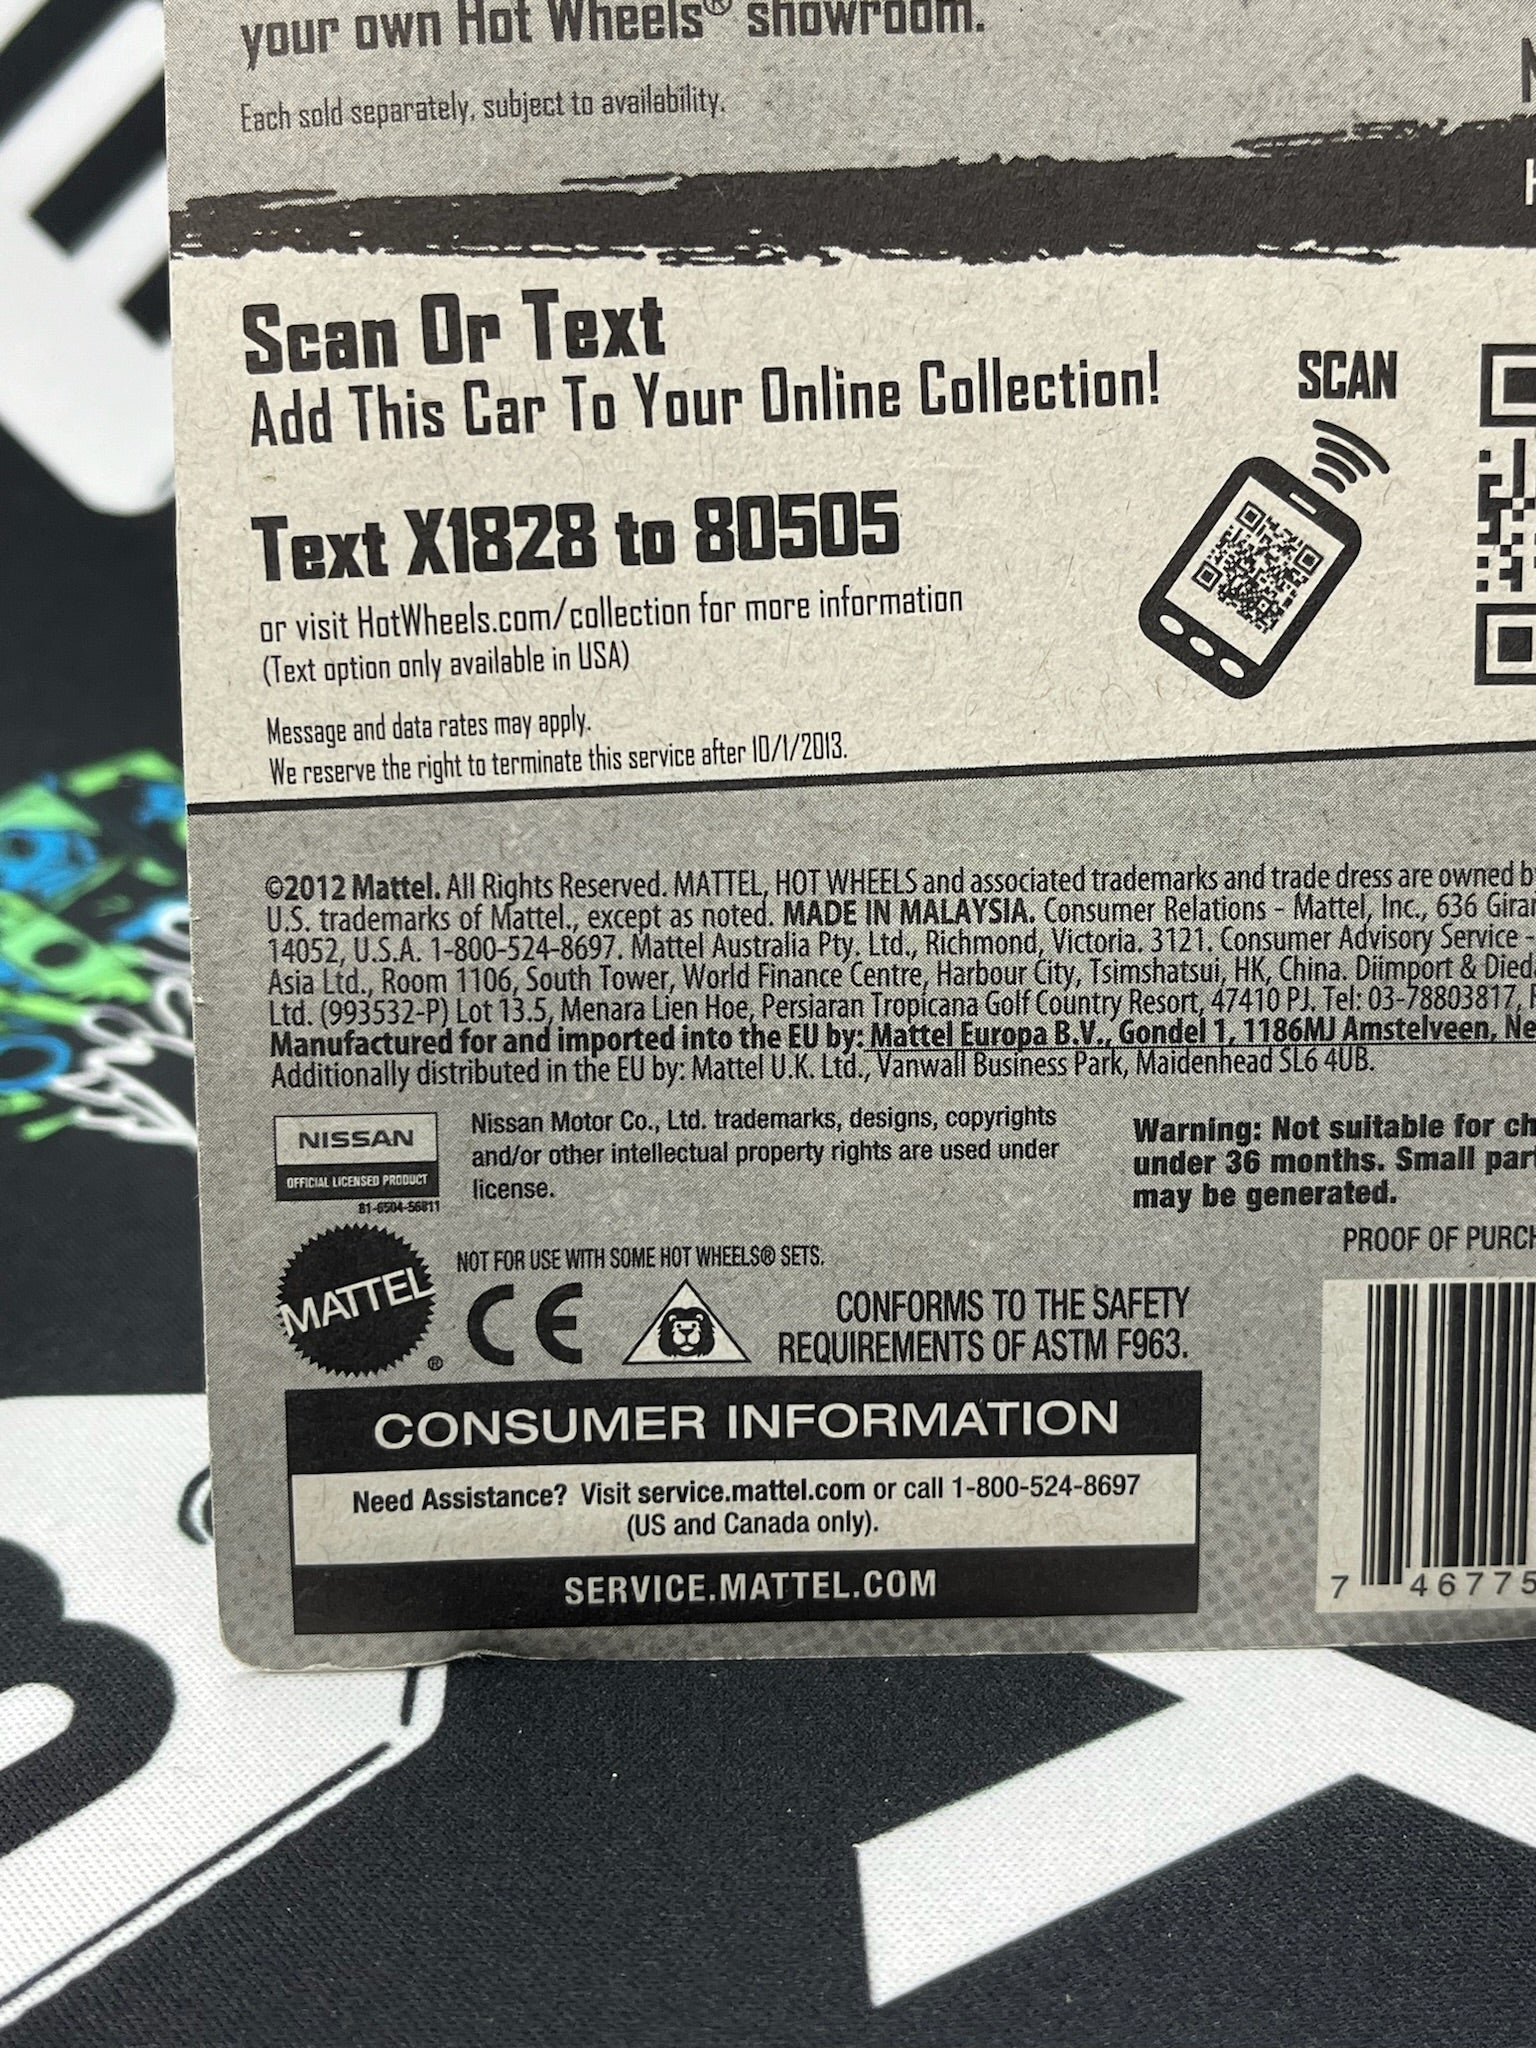 your own Hot Wheels® showroom.
Each sold separately, subject to availability.
Scan Or Text
Add This Car To Your Online Collection!
SCAN
Text X1828 to 80505
or visit HotWheels.com/collection for more information
(Text option only available in USA)
Message and data rates may apply.
We reserve the right to terminate this service after 10/1/2013.
©2012 Mattel. All Rights Reserved. MATTEL, HOT WHEELS and associated trademarks and trade dress are owned
U.S. trademarks of Mattel., except as noted. MADE IN MALAYSIA. Consumer Relations - Mattel, Inc., 636
14052, U.S.A. 1-800-524-8697. Mattel Australia Pty. Ltd., Richmond, Victoria. 3121. Consumer Advisory Service -
Asia Ltd., Room 1106, South Tower, World Finance Centre, Harbour City, Tsimshatsui, HK, China. Diimport &
Ltd. (993532-P) Lot 13.5, Menara Lien Hoe, Persiaran Tropicana Golf Country Resort, 47410 PJ. Tel: 03-78803817,
Manufactured for and imported into the EU by: Mattel Europa B.V., Gondel 1, 1186MJ Amstelveen,
Additionally distributed in the EU by: Mattel U.K. Ltd., Vanwall Business Park, Maidenhead SL6 4UB.
NISSAN
OFFICIAL LICENSED PRODUCT
81-6504-56811
Nissan Motor Co., Ltd. trademarks, designs, copyrights
and/or other intellectual property rights are used under
license.
Warning: Not suitable for
under 36 months. Small
may be generated.
PROOF OF
MATTEL
®
NOT FOR USE WITH SOME HOT WHEELS® SETS.
CE
CONFORMS TO THE SAFETY
REQUIREMENTS OF ASTM F963.
CONSUMER INFORMATION
Need Assistance? Visit service.mattel.com or call 1-800-524-8697
(US and Canada only).
SERVICE.MATTEL.COM
7 46775